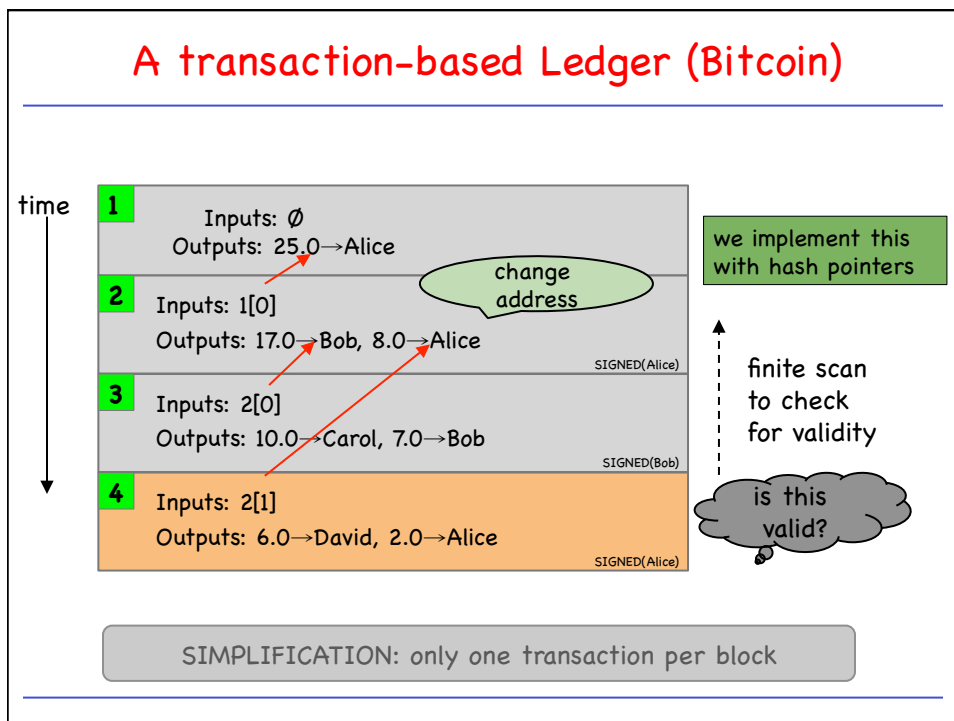 A transaction-based Ledger (Bitcoin)
time
1
Inputs: Ø
Outputs: 25.0→Alice
we implement this
with hash pointers
change
address
2
Inputs: 1[0]
Outputs: 17.0→Bob, 8.0→Alice
SIGNED(Alice)
3
Inputs: 2[0]
Outputs: 10.0→Carol, 7.0→Bob
SIGNED(Bob)
finite scan
to check
for validity
4
Inputs: 2[1]
Outputs: 6.0→David, 2.0→Alice
SIGNED(Alice)
is this
valid?
SIMPLIFICATION: only one transaction per block